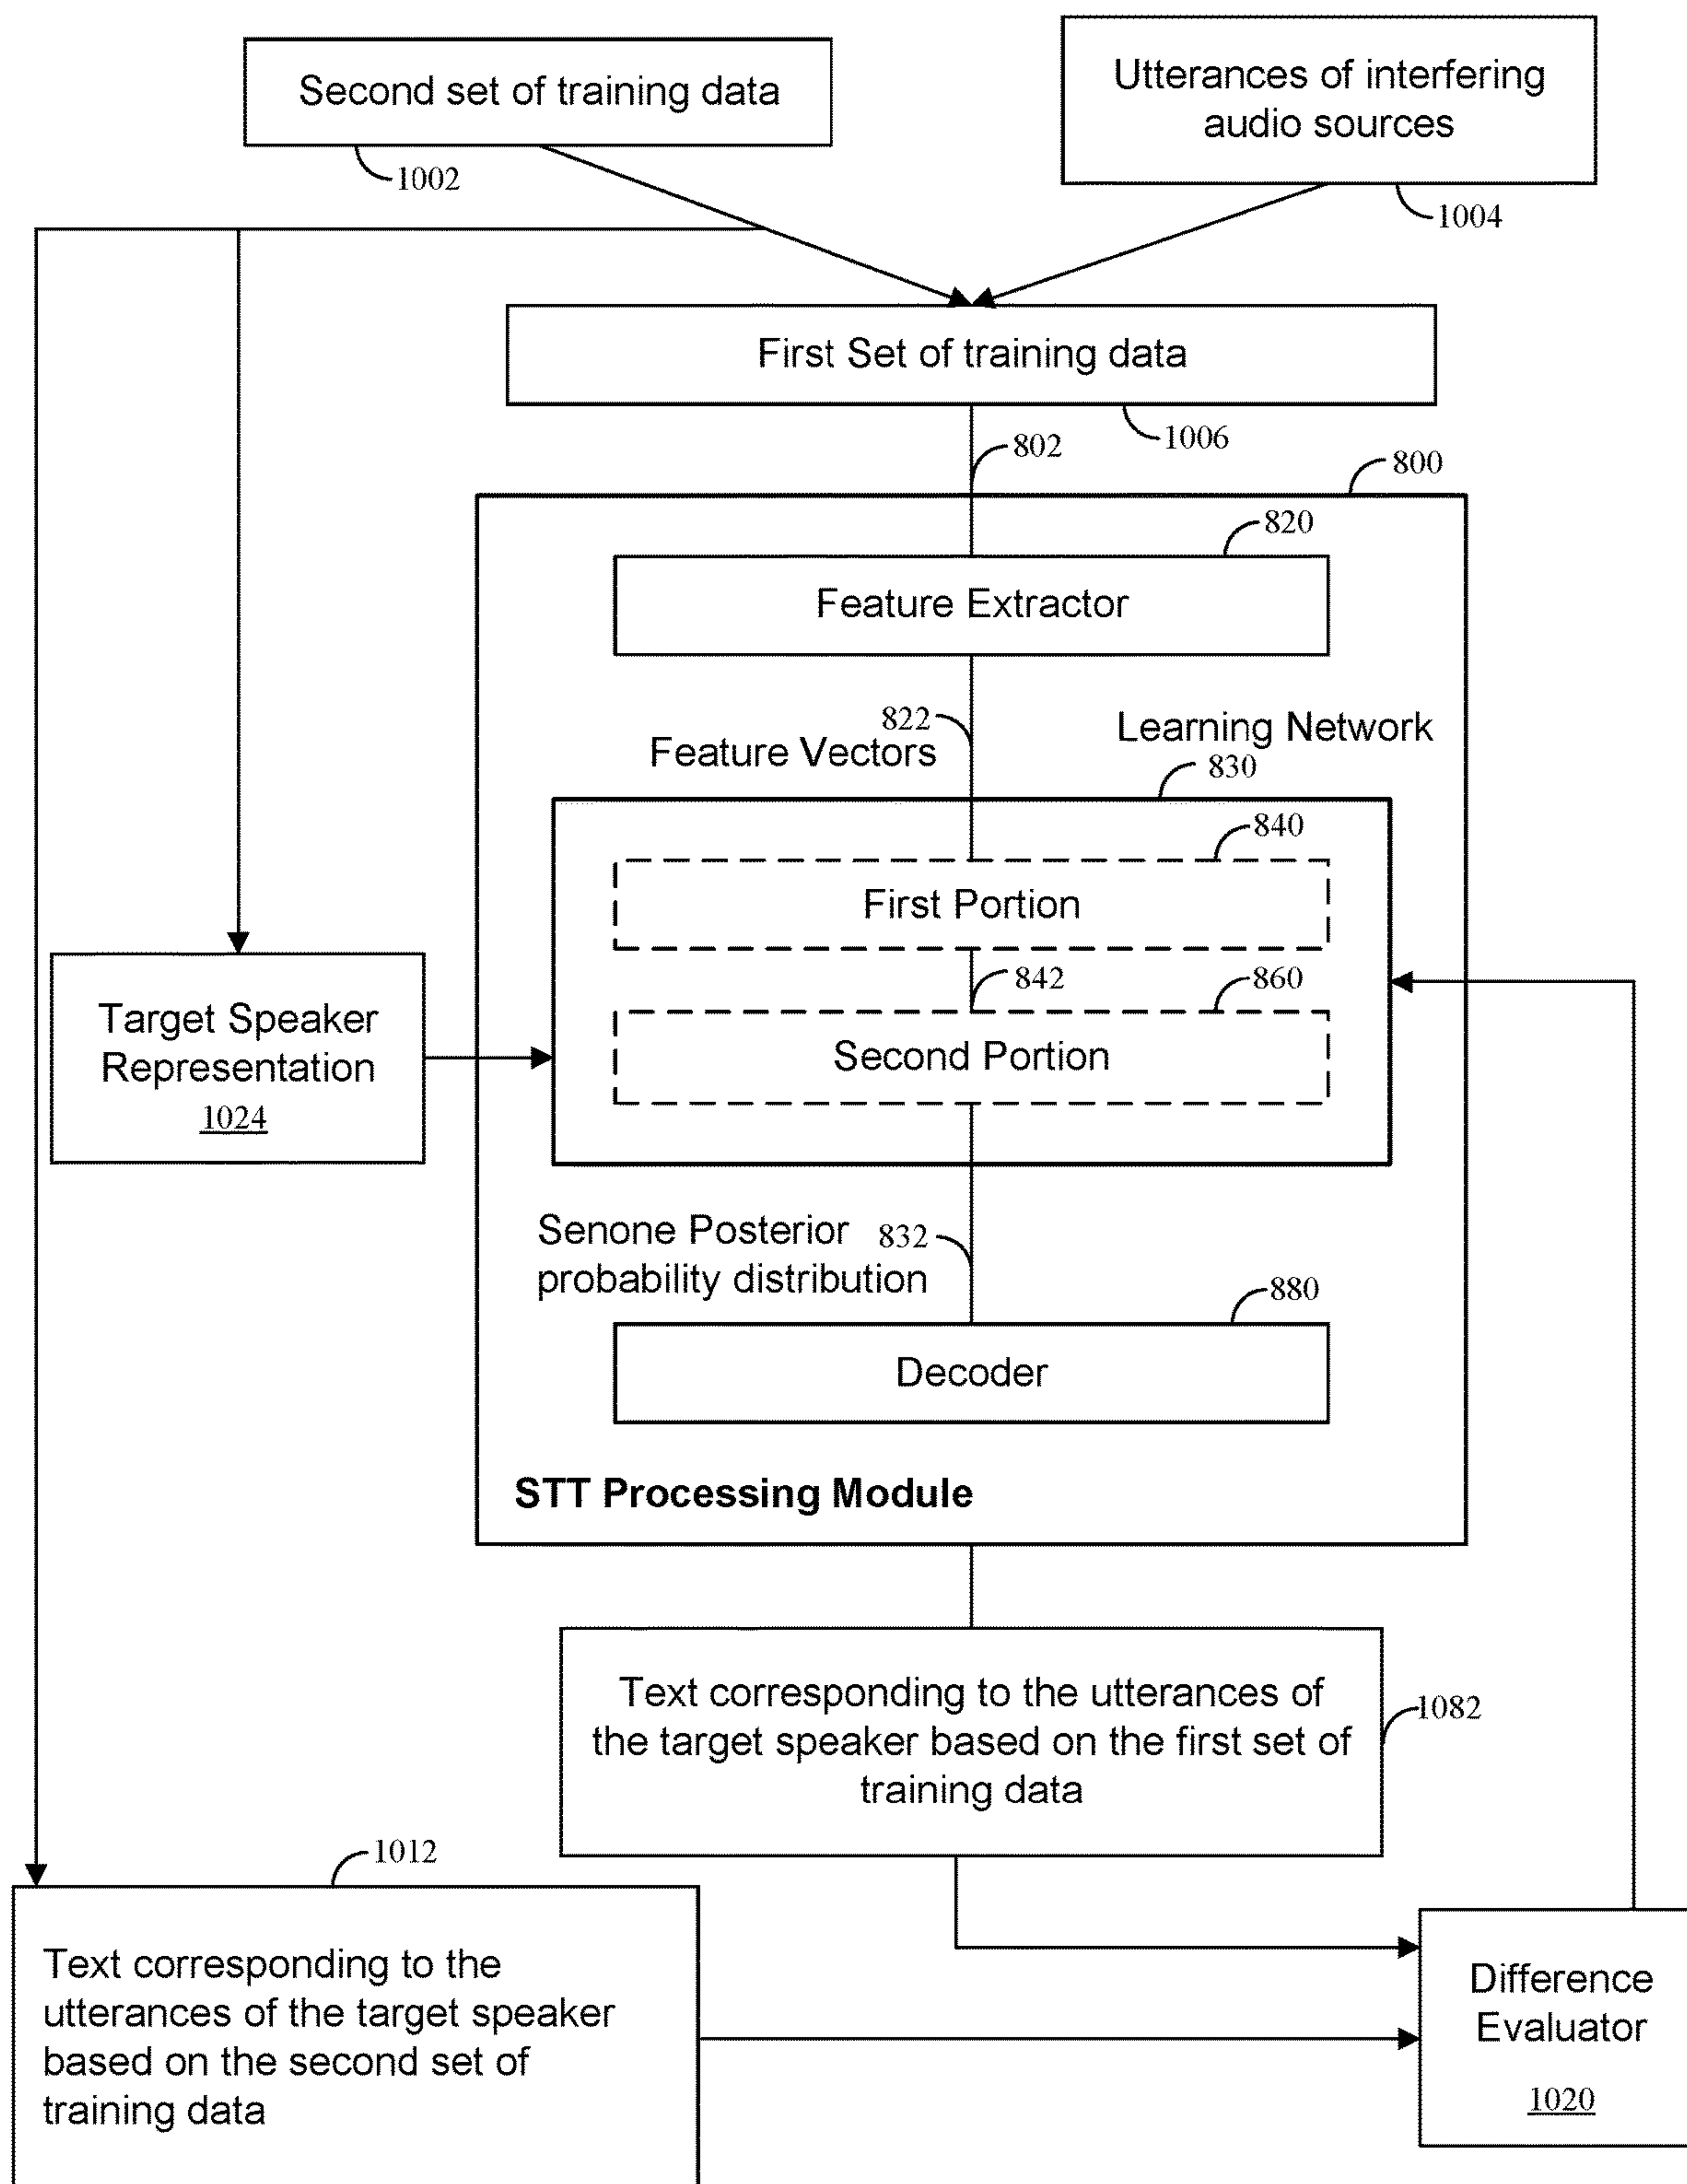 Second set of training data
1002
Utterances of interfering
audio sources
1004
First Set of training data
1006
802
800
820
Feature Extractor
822
Feature Vectors
Learning Network
830
840
First Portion
842
860
Second Portion
Target Speaker
Representation
1024
Senone Posterior
probability distribution
832
880
Decoder
STT Processing Module
Text corresponding to the utterances of
the target speaker based on the first set of
training data
1082
1012
Text corresponding to the
utterances of the target speaker
based on the second set of
training data
Difference
Evaluator
1020